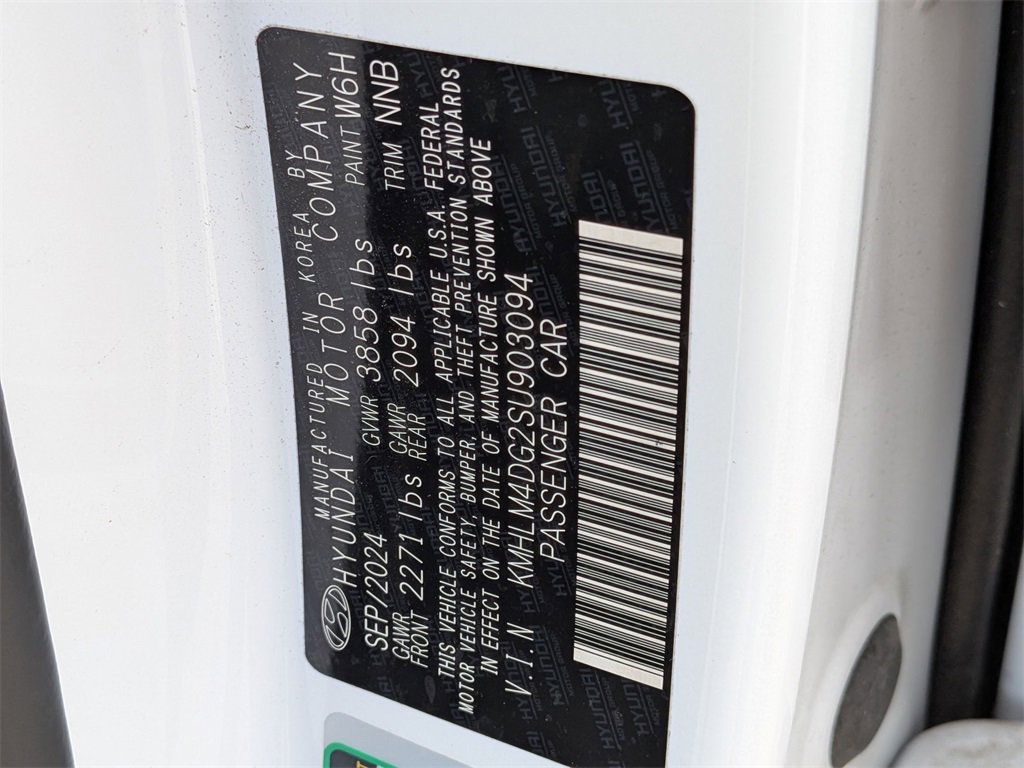 MANUFACTURED IN KOREA BY
HYUNDAI MOTOR COMPANY
SEP/2024 GVWR 3858 lbs PAINT W6H
GAWR FRONT 2271 lbs GAWR REAR 2094 lbs TRIM NNB
THIS VEHICLE CONFORMS TO ALL APPLICABLE U.S.A. FEDERAL
MOTOR VEHICLE SAFETY, BUMPER, AND THEFT PREVENTION STANDARDS
IN EFFECT ON THE DATE OF MANUFACTURE SHOWN ABOVE
V.I.N KMHLM4DG2SU903094
PASSENGER CAR